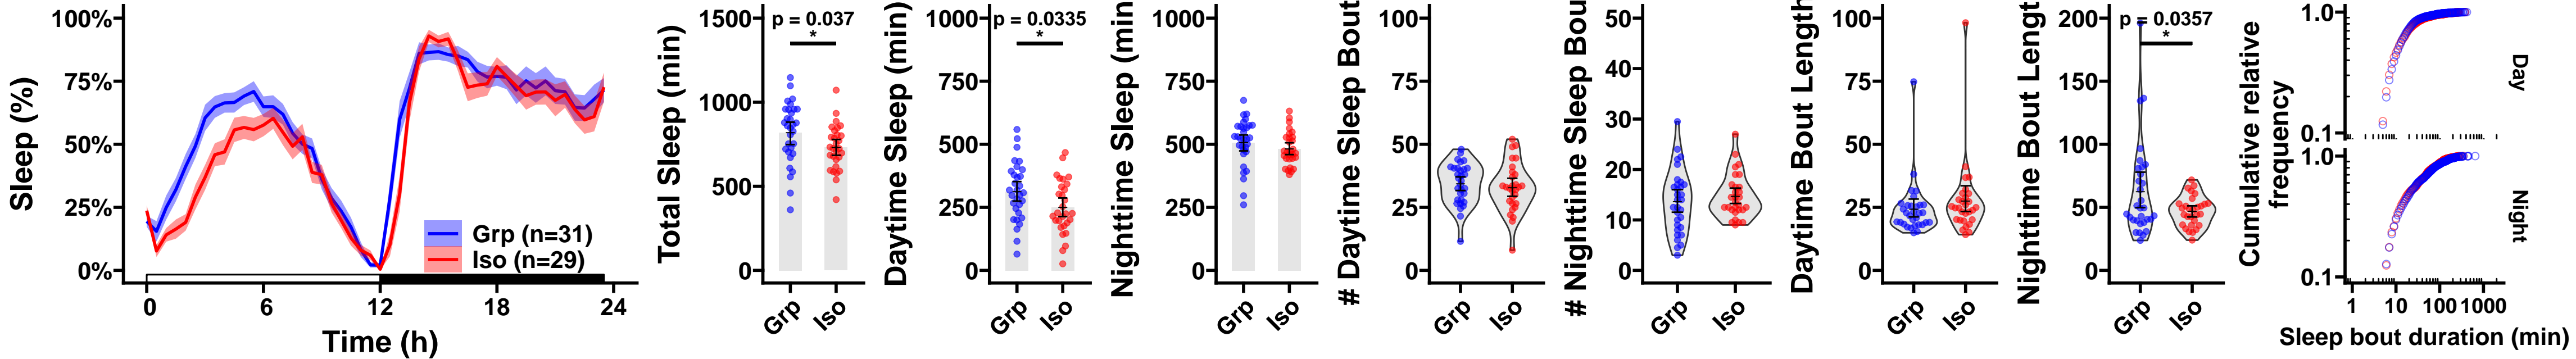 Sleep (%)
100%
75%
50%
25%
0%
Grp (n=31)
Iso (n=29)
0 6 12 18 24
Time (h)
Total Sleep (min)
1500
1000
500
0
p = 0.037
*
Grp Iso
Daytime Sleep (min)
1000
750
500
250
0
p = 0.0335
*
Grp Iso
Nighttime Sleep (min
1000
750
500
250
0
Grp Iso
# Daytime Sleep Bout
100
75
50
25
0
Grp Iso
# Nighttime Sleep Bou
50
40
30
20
10
0
Grp Iso
Daytime Bout Length
100
75
50
25
0
Grp Iso
Nighttime Bout Lengt
200
150
100
50
0
p = 0.0357
*
Grp Iso
Cumulative relative
frequency
1.0
0.1
Day
1.0
0.1
Night
1 10 100 1000
Sleep bout duration (min)